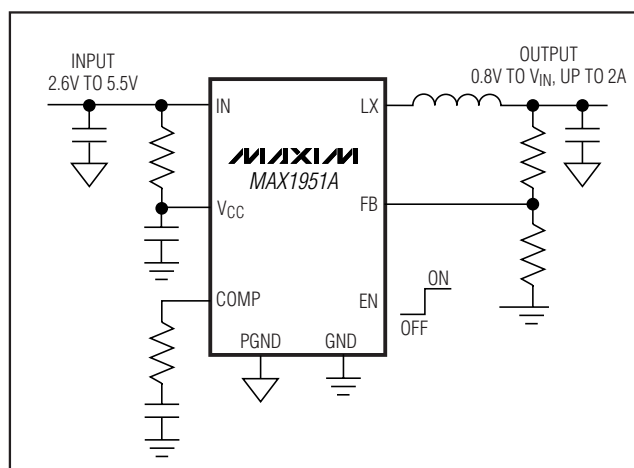 INPUT
2.6V TO 5.5V
OUTPUT
0.8V TO VIN, UP TO 2A
IN
LX
MAXIM
MAX1951A
VCC
FB
COMP
EN
ON
OFF
PGND
GND